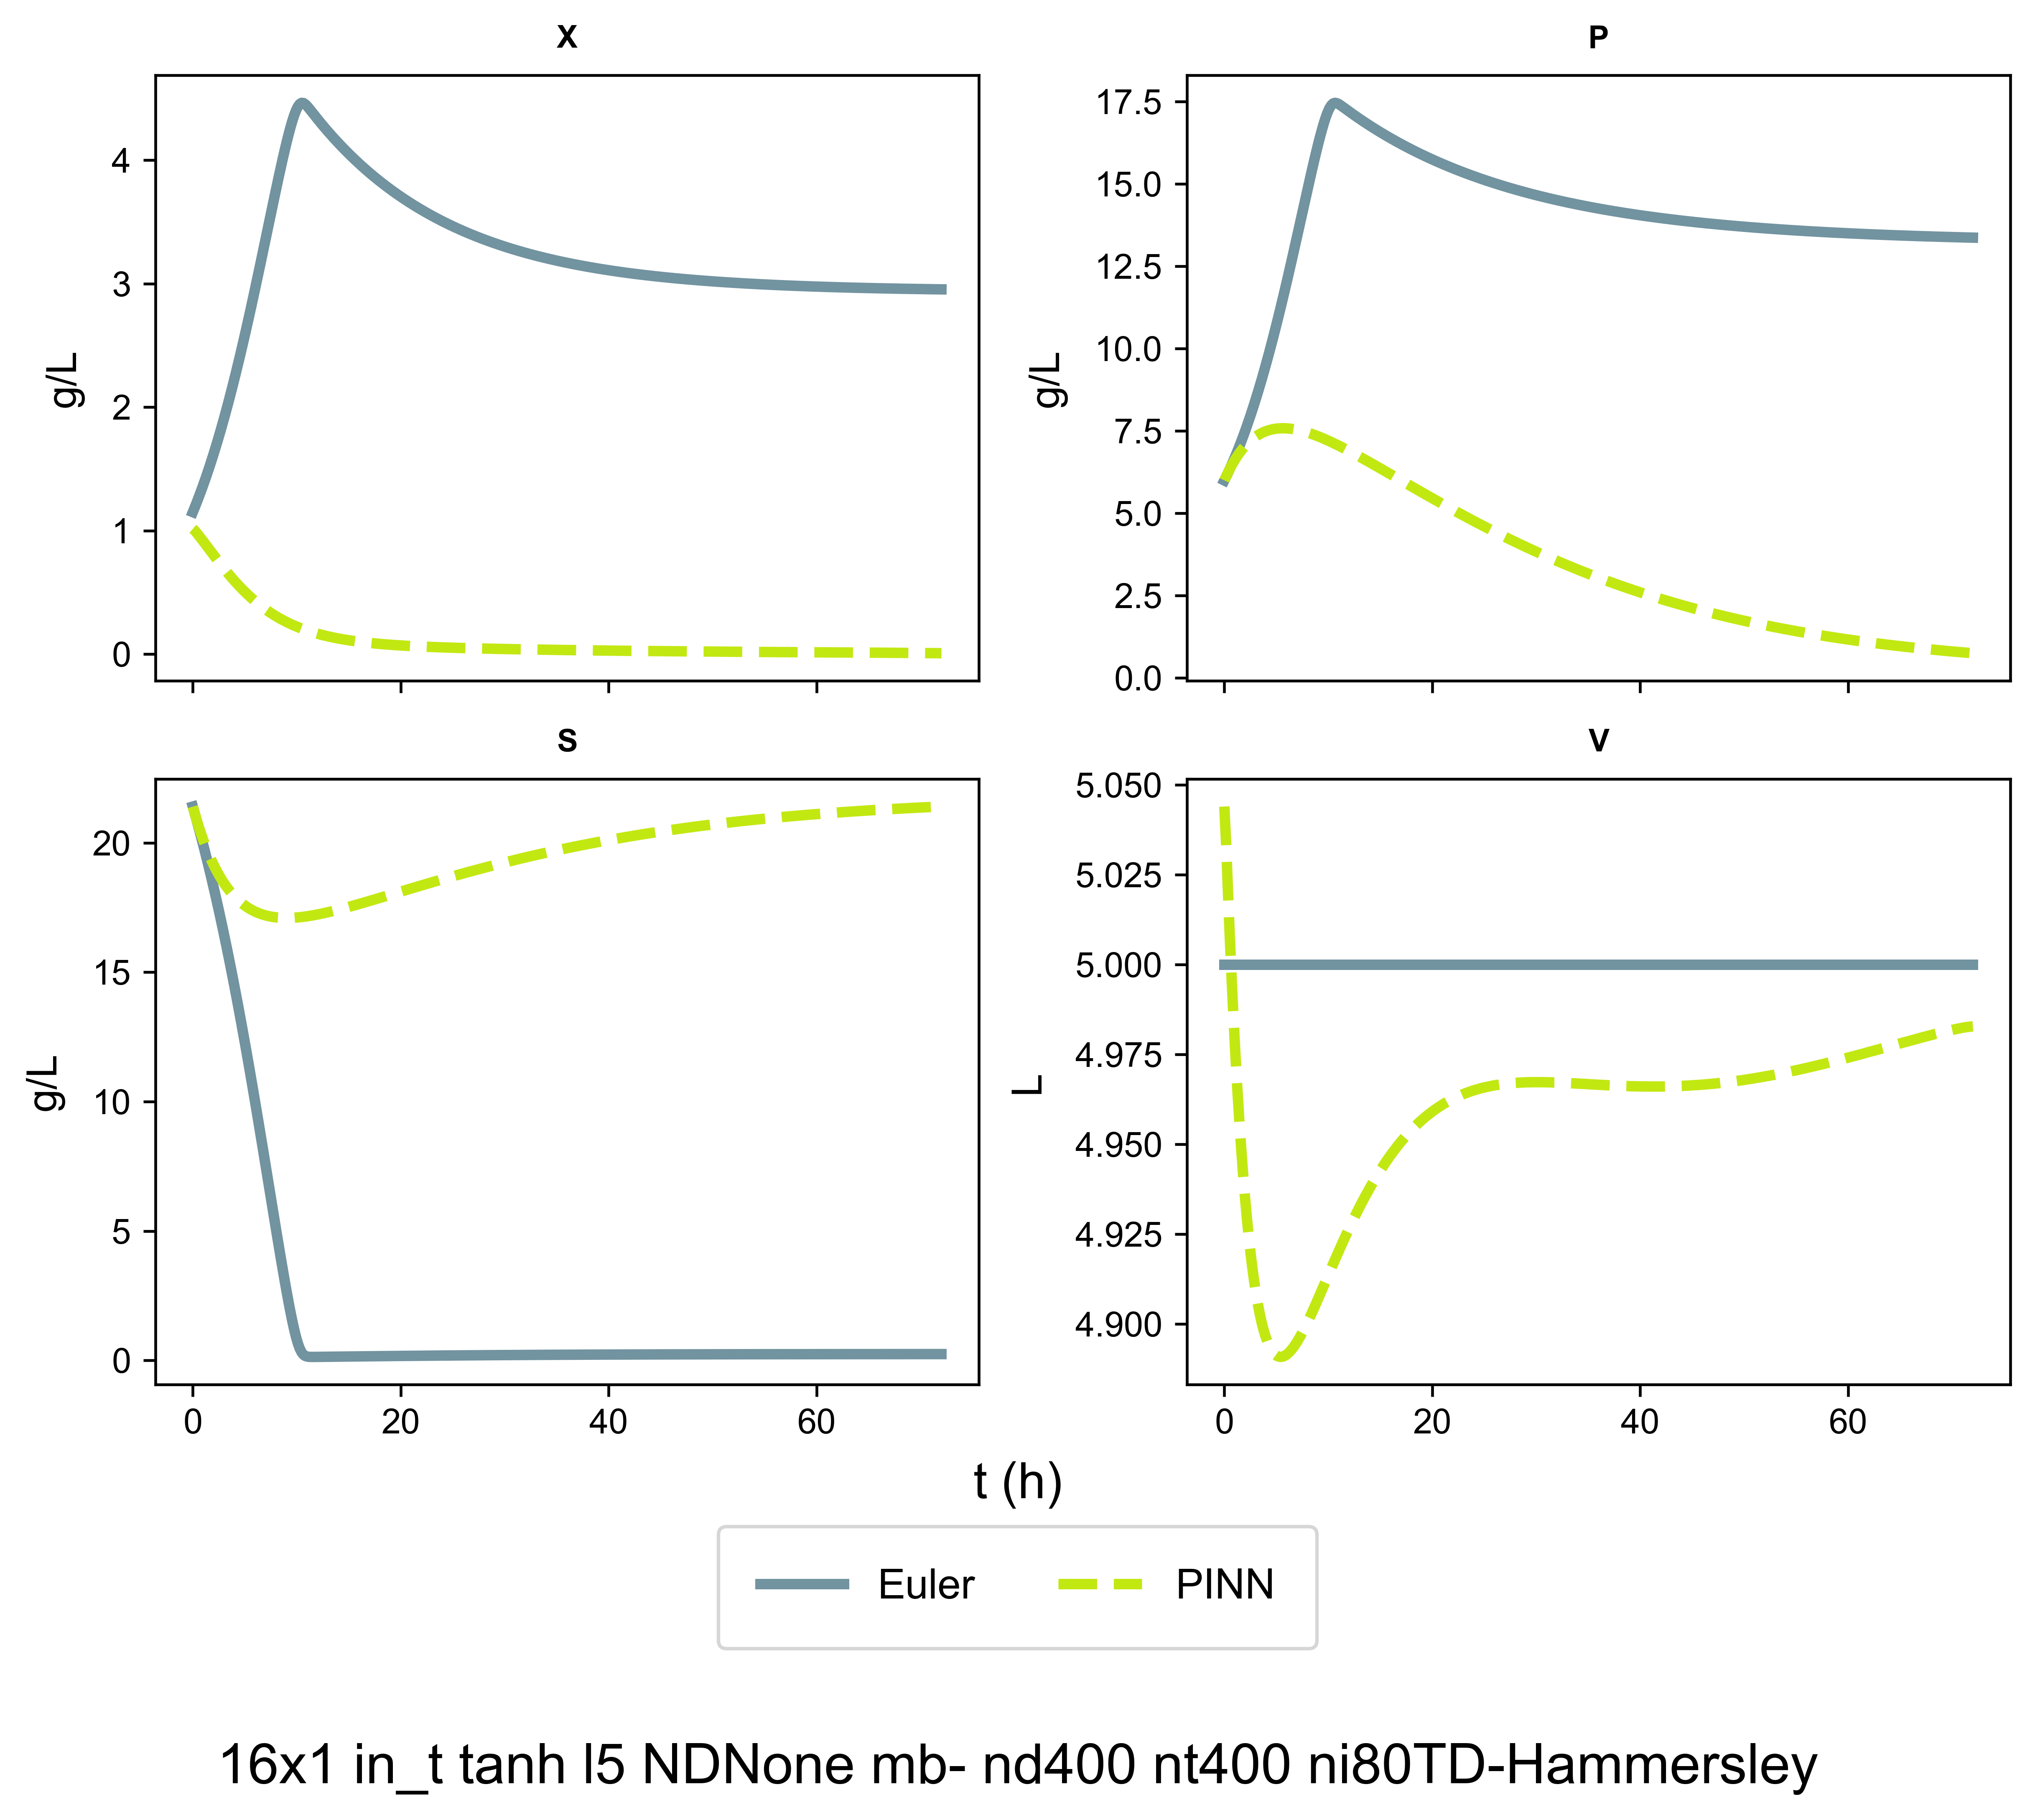 X
P
4
3
2
1
0
g/L
17.5
15.0
12.5
10.0
7.5
5.0
2.5
0.0
g/L
S
V
20
15
10
5
0
g/L
0 20 40 60
5.050
5.025
5.000
4.975
4.950
4.925
4.900
L
0 20 40 60
t (h)
Euler PINN
16x1 in_t tanh l5 NDNone mb- nd400 nt400 ni80TD-Hammersley